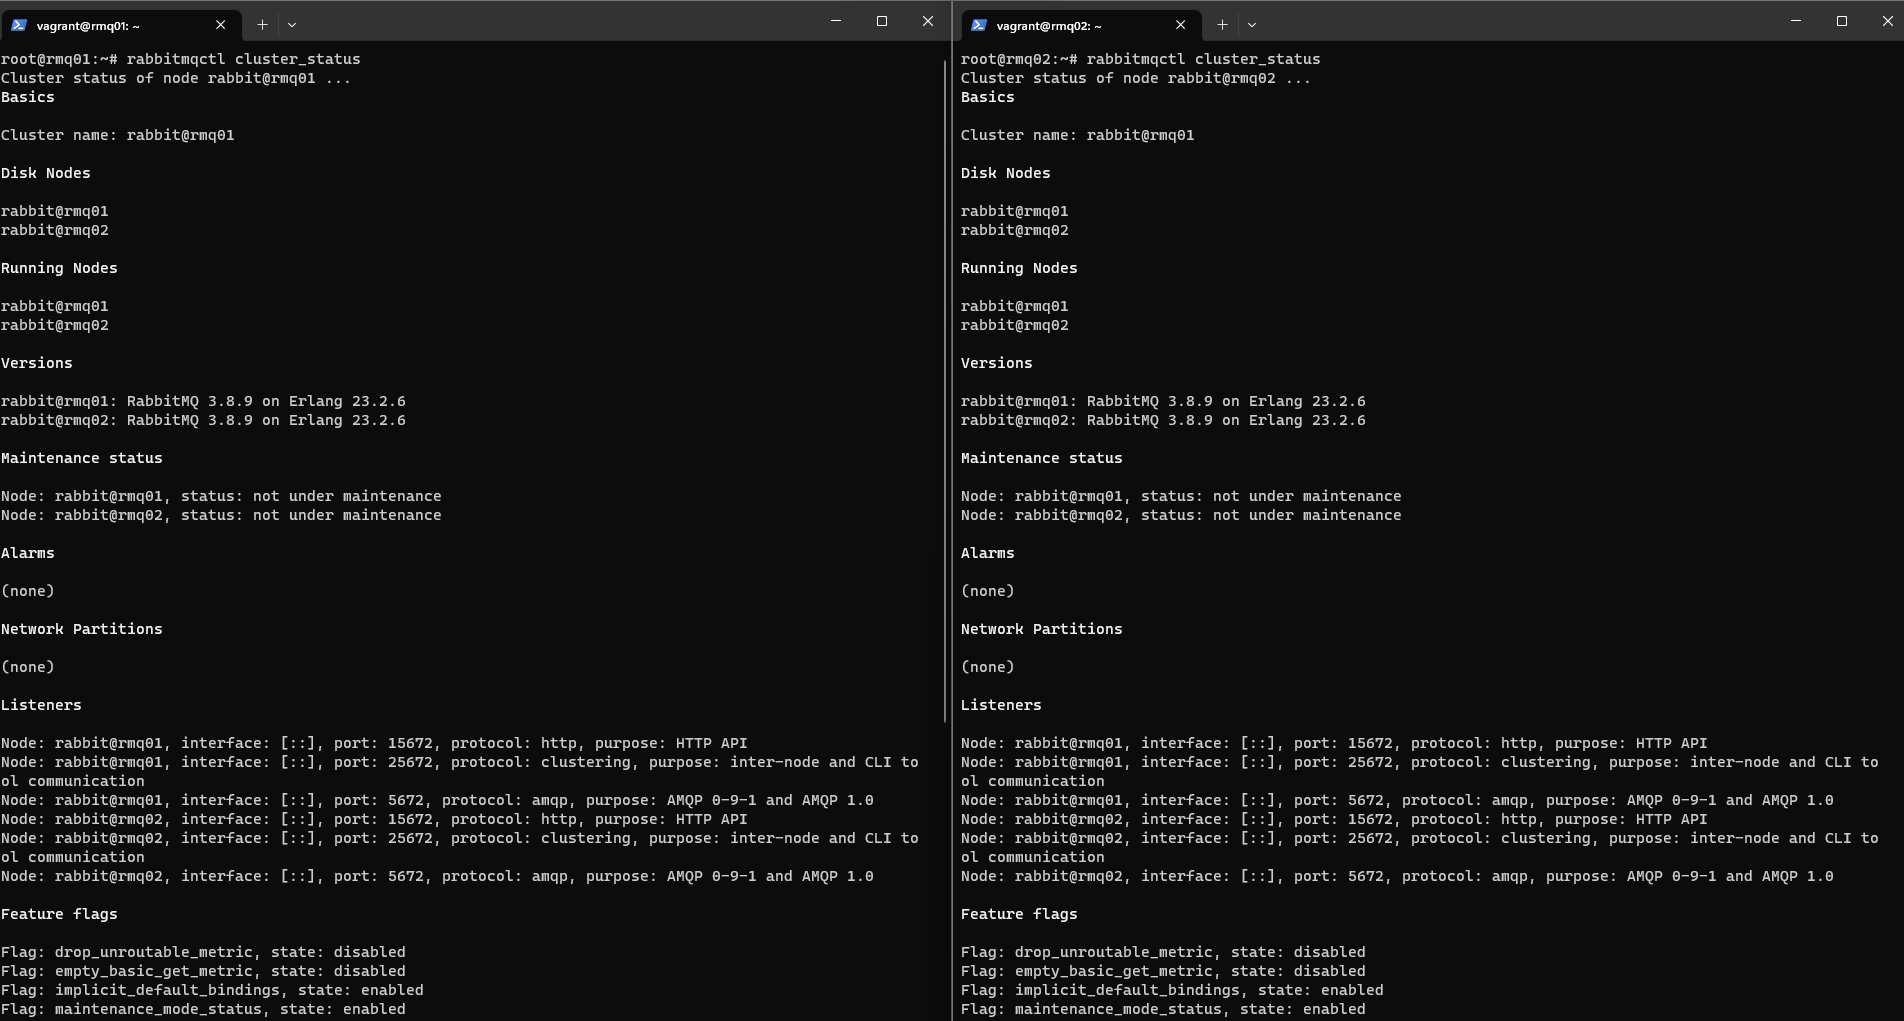 vagrant@rmq01: ~
root@rmq01:~# rabbitmqctl cluster_status
Cluster status of node rabbit@rmq01 ...
Basics
Cluster name: rabbit@rmq01
Disk Nodes
rabbit@rmq01
rabbit@rmq02
Running Nodes
rabbit@rmq01
rabbit@rmq02
Versions
rabbit@rmq01: RabbitMQ 3.8.9 on Erlang 23.2.6
rabbit@rmq02: RabbitMQ 3.8.9 on Erlang 23.2.6
Maintenance status
Node: rabbit@rmq01, status: not under maintenance
Node: rabbit@rmq02, status: not under maintenance
Alarms
(none)
Network Partitions
(none)
Listeners
Node: rabbit@rmq01, interface: [::], port: 15672, protocol: http, purpose: HTTP API
Node: rabbit@rmq01, interface: [::], port: 25672, protocol: clustering, purpose: inter-node and CLI to
ol communication
Node: rabbit@rmq01, interface: [::], port: 5672, protocol: amqp, purpose: AMQP 0-9-1 and AMQP 1.0
Node: rabbit@rmq02, interface: [::], port: 15672, protocol: http, purpose: HTTP API
Node: rabbit@rmq02, interface: [::], port: 25672, protocol: clustering, purpose: inter-node and CLI to
ol communication
Node: rabbit@rmq02, interface: [::], port: 5672, protocol: amqp, purpose: AMQP 0-9-1 and AMQP 1.0
Feature flags
Flag: drop_unroutable_metric, state: disabled
Flag: empty_basic_get_metric, state: disabled
Flag: implicit_default_bindings, state: enabled
Flag: maintenance_mode_status, state: enabled
vagrant@rmq02: ~
root@rmq02:~# rabbitmqctl cluster_status
Cluster status of node rabbit@rmq02 ...
Basics
Cluster name: rabbit@rmq01
Disk Nodes
rabbit@rmq01
rabbit@rmq02
Running Nodes
rabbit@rmq01
rabbit@rmq02
Versions
rabbit@rmq01: RabbitMQ 3.8.9 on Erlang 23.2.6
rabbit@rmq02: RabbitMQ 3.8.9 on Erlang 23.2.6
Maintenance status
Node: rabbit@rmq01, status: not under maintenance
Node: rabbit@rmq02, status: not under maintenance
Alarms
(none)
Network Partitions
(none)
Listeners
Node: rabbit@rmq01, interface: [::], port: 15672, protocol: http, purpose: HTTP API
Node: rabbit@rmq01, interface: [::], port: 25672, protocol: clustering, purpose: inter-node and CLI to
ol communication
Node: rabbit@rmq01, interface: [::], port: 5672, protocol: amqp, purpose: AMQP 0-9-1 and AMQP 1.0
Node: rabbit@rmq02, interface: [::], port: 15672, protocol: http, purpose: HTTP API
Node: rabbit@rmq02, interface: [::], port: 25672, protocol: clustering, purpose: inter-node and CLI to
ol communication
Node: rabbit@rmq02, interface: [::], port: 5672, protocol: amqp, purpose: AMQP 0-9-1 and AMQP 1.0
Feature flags
Flag: drop_unroutable_metric, state: disabled
Flag: empty_basic_get_metric, state: disabled
Flag: implicit_default_bindings, state: enabled
Flag: maintenance_mode_status, state: enabled